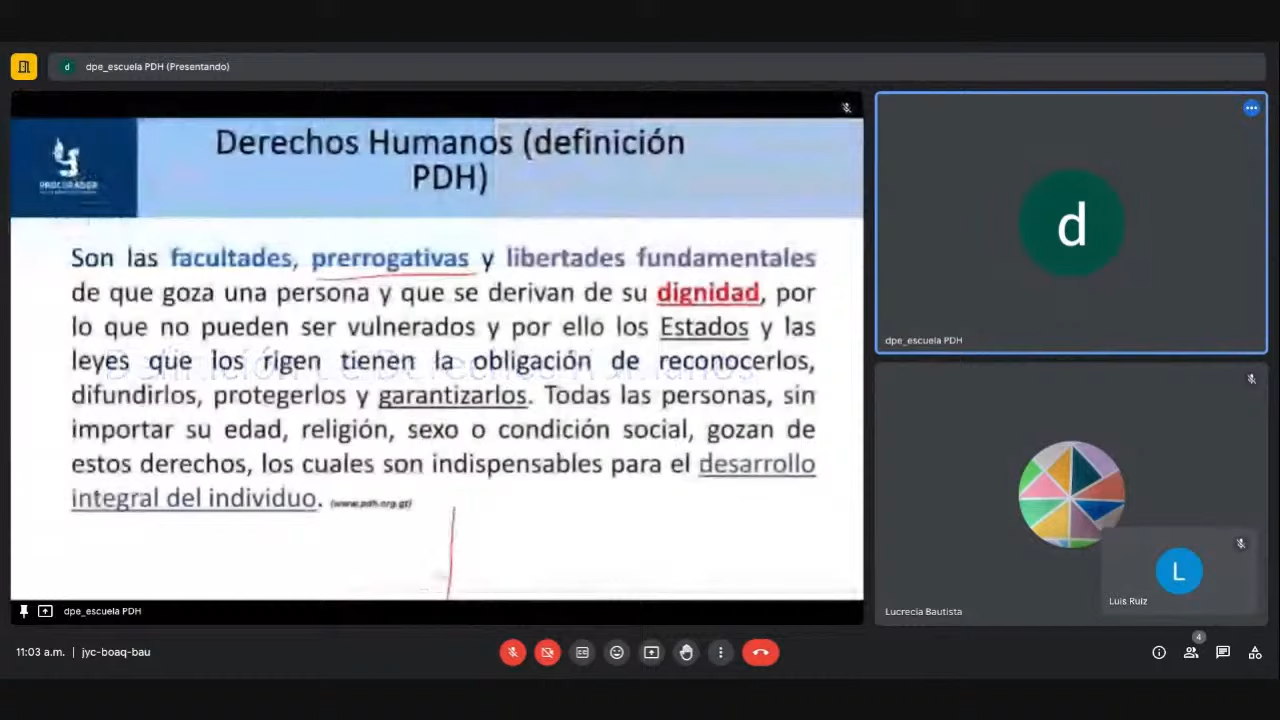 d
dpe_escuela PDH (Presentando)
PROCURADOR
Derechos Humanos (definición
PDH)
Son las facultades, prerrogativas y libertades fundamentales
de que goza una persona y que se derivan de su dignidad, por
lo que no pueden ser vulnerados y por ello los Estados y las
leyes que los rigen tienen la obligación de reconocerlos,
difundirlos, protegerlos y garantizarlos. Todas las personas, sin
importar su edad, religión, sexo o condición social, gozan de
estos derechos, los cuales son indispensables para el desarrollo
integral del individuo. (www.pdh.org.gt)
d
dpe_escuela PDH
Lucrecia Bautista
L
Luis Ruiz
dpe_escuela PDH
11:03 a.m. | jyc-boaq-bau
4